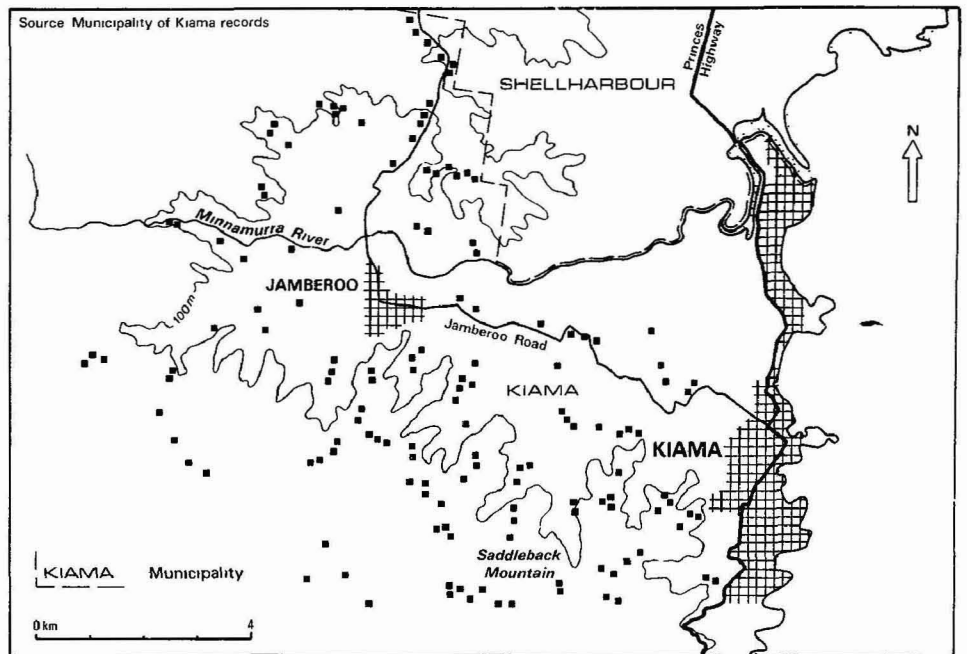 Source Municipality of Kiama records
Princes
Highway
SHELLHARBOUR
N
Minnamurra River
JAMBEROO
100m
Jamberoo Road
KIAMA
KIAMA
Saddleback
Mountain
KIAMA Municipality
0 km 4